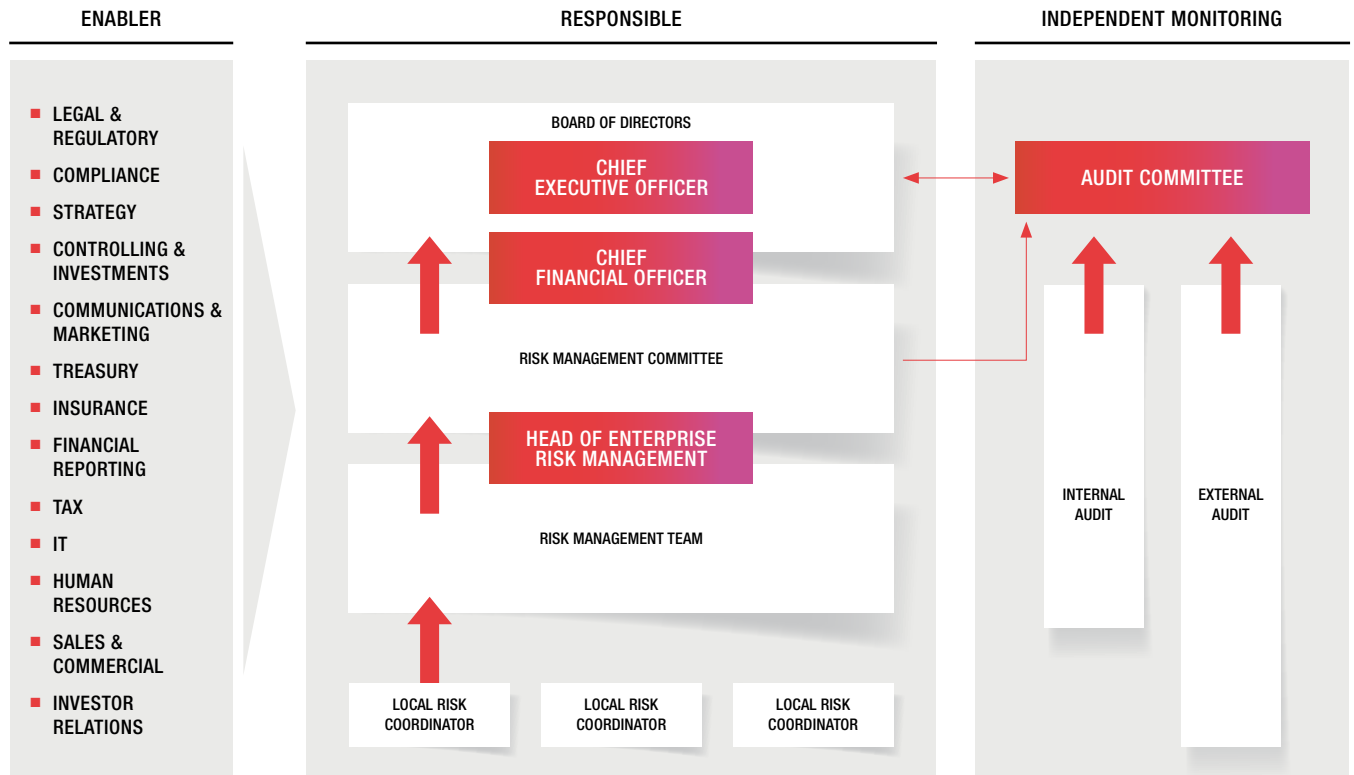 ENABLER
LEGAL &
REGULATORY
COMPLIANCE
STRATEGY
CONTROLLING &
INVESTMENTS
COMMUNICATIONS &
MARKETING
TREASURY
INSURANCE
FINANCIAL
REPORTING
TAX
IT
HUMAN
RESOURCES
SALES &
COMMERCIAL
INVESTOR
RELATIONS
RESPONSIBLE
BOARD OF DIRECTORS
CHIEF
EXECUTIVE OFFICER
CHIEF
FINANCIAL OFFICER
RISK MANAGEMENT COMMITTEE
HEAD OF ENTERPRISE
RISK MANAGEMENT
RISK MANAGEMENT TEAM
LOCAL RISK
COORDINATOR
LOCAL RISK
COORDINATOR
LOCAL RISK
COORDINATOR
INDEPENDENT MONITORING
AUDIT COMMITTEE
INTERNAL
AUDIT
EXTERNAL
AUDIT